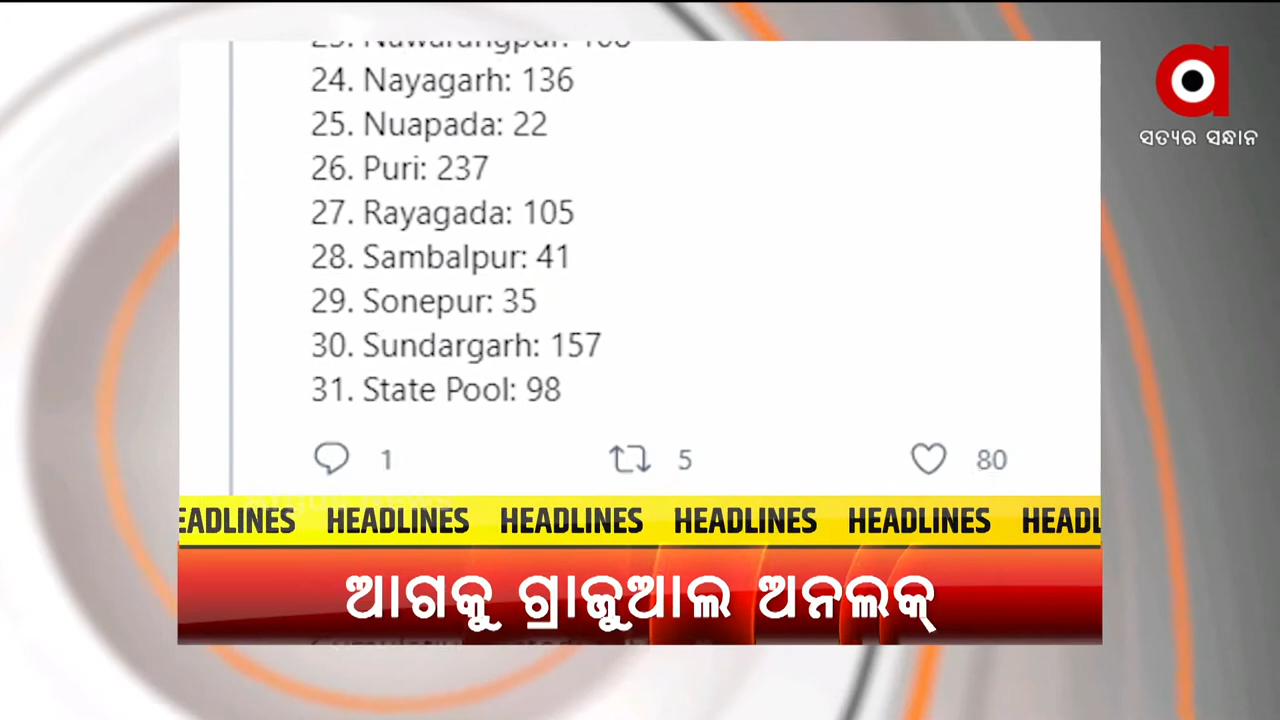 23. Nawarangpur:
24. Nayagarh: 136
25. Nuapada: 22
26. Puri: 237
27. Rayagada: 105
28. Sambalpur: 41
29. Sonepur: 35
30. Sundargarh: 157
31. State Pool: 98
1 5 80
ସତ୍ୟର ସନ୍ଧାନ
EADLINES HEADLINES HEADLINES HEADLINES HEADLINES HEADL
ଆଗକୁ ଗ୍ରାଜୁଆଲ ଅନଲକ୍